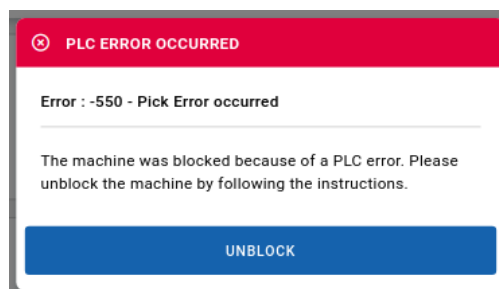 PLC ERROR OCCURRED
Error : -550 - Pick Error occurred
The machine was blocked because of a PLC error. Please
unblock the machine by following the instructions.
UNBLOCK